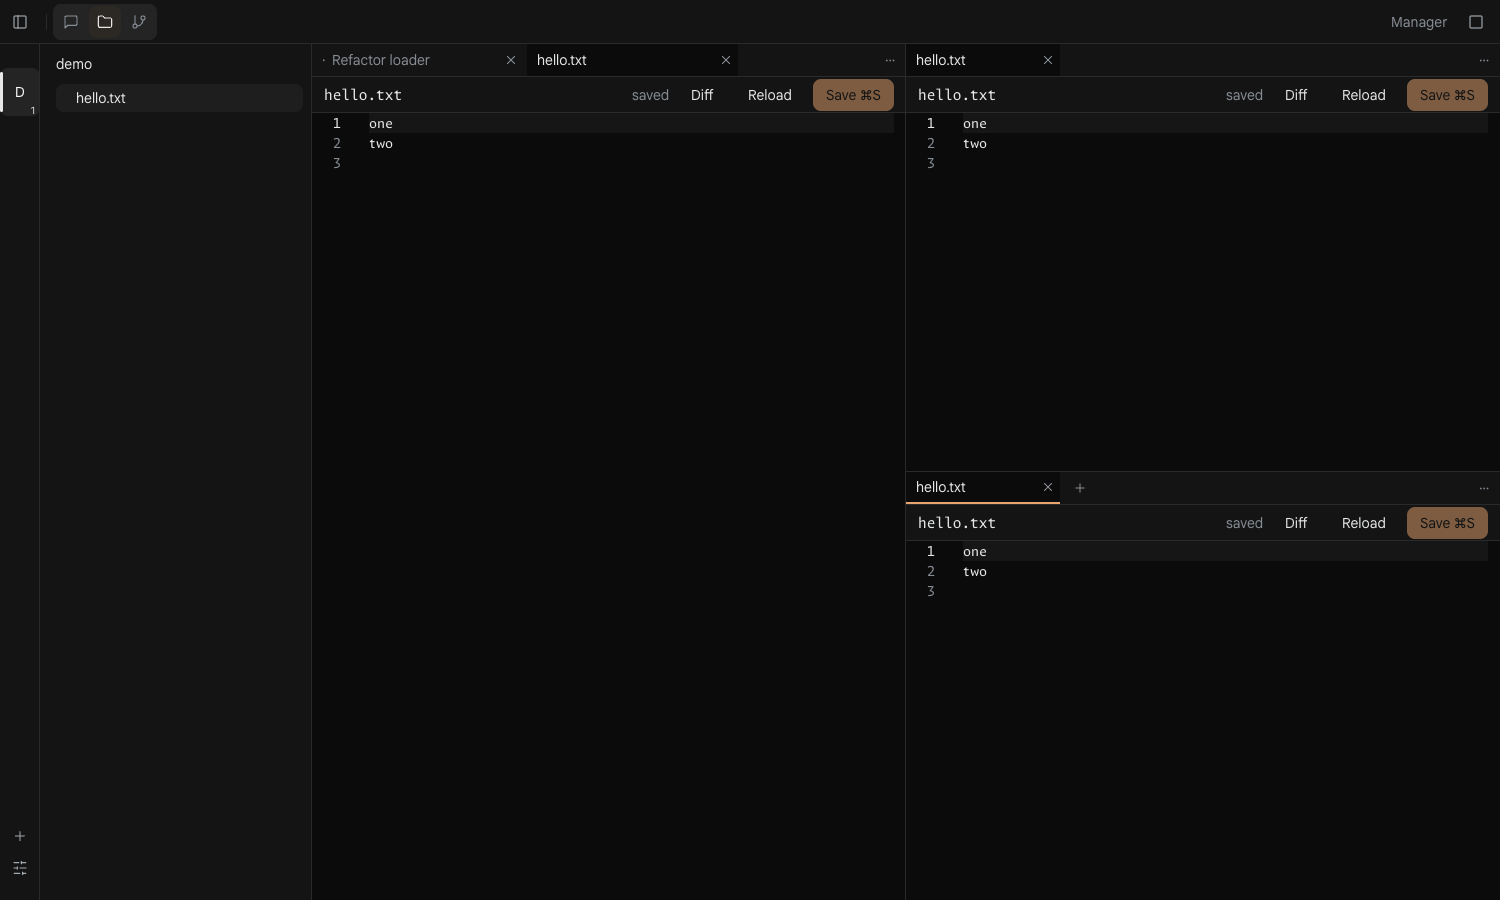 Manager
D
1
demo
hello.txt
· Refactor loader
hello.txt
hello.txt saved Diff Reload Save ⌘S
1 one
2 two
3
hello.txt
hello.txt saved Diff Reload Save ⌘S
1 one
2 two
3
hello.txt
hello.txt saved Diff Reload Save ⌘S
1 one
2 two
3